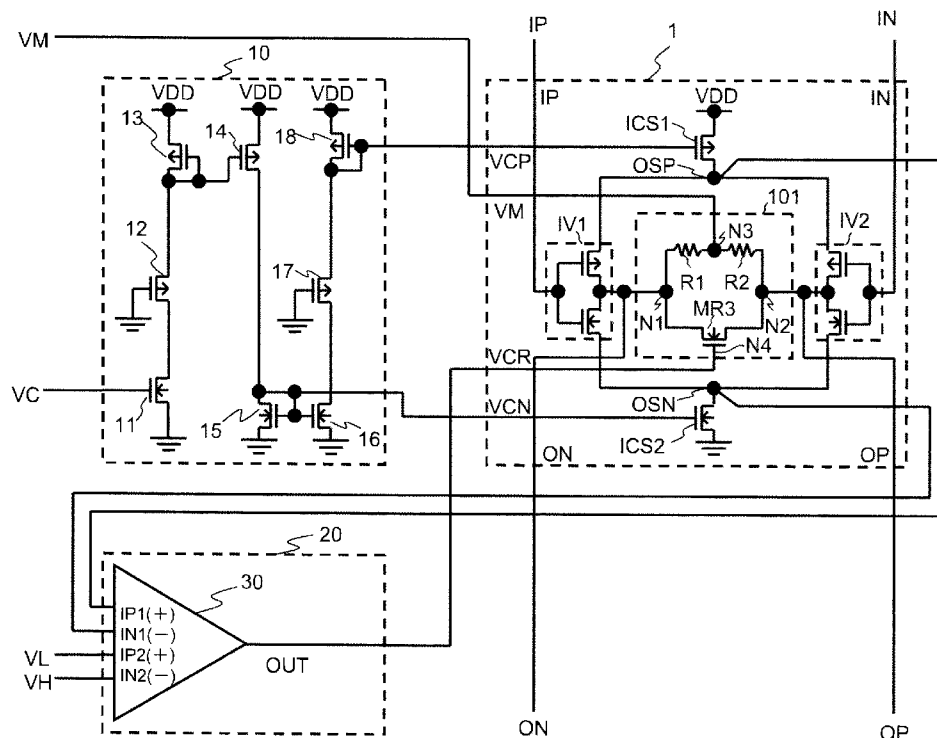 IP
IN
VM
10
1
VDD
VDD
VDD
VDD
IP
IN
13
14
18
ICS1
VCP
OSP
VM
101
12
IV1
N3
IV2
17
R1
R2
MR3
N1
N2
VCR
N4
VC
VCN
OSN
11
15
16
ICS2
ON
OP
20
30
IP1(+)
IN1(−)
VL
IP2(+)
OUT
VH
IN2(−)
ON
OP